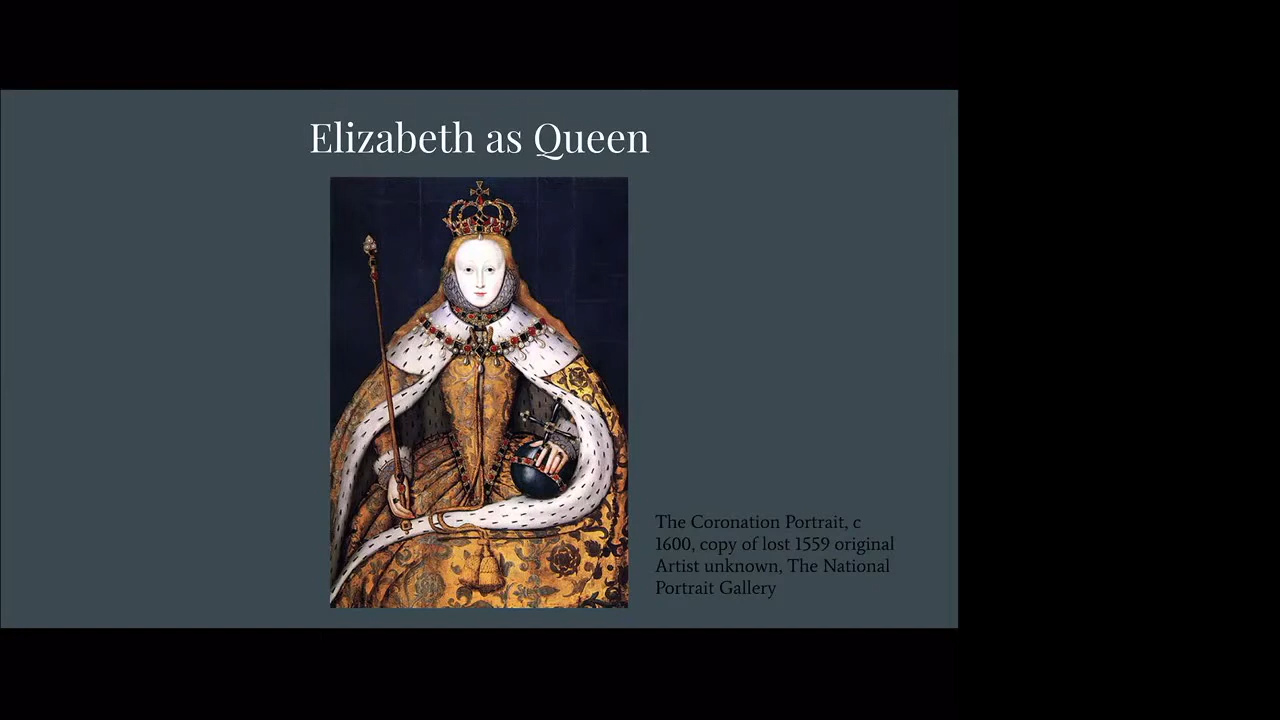 Elizabeth as Queen
The Coronation Portrait, c
1600, copy of lost 1559 original
Artist unknown, The National
Portrait Gallery